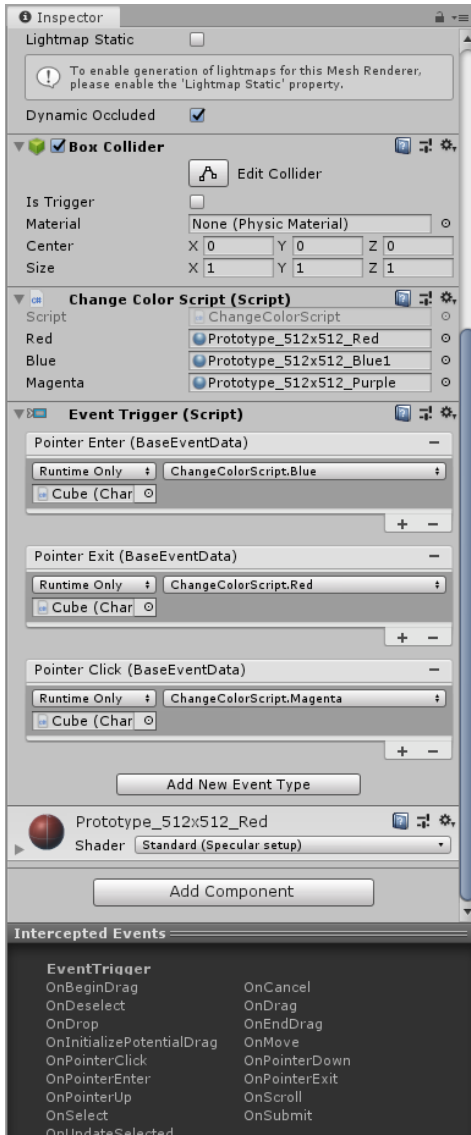 Inspector
Lightmap Static
To enable generation of lightmaps for this Mesh Renderer,
please enable the 'Lightmap Static' property.
Dynamic Occluded
Box Collider
Edit Collider
Is Trigger
Material None (Physic Material)
Center X 0 Y 0 Z 0
Size X 1 Y 1 Z 1
Change Color Script (Script)
Script ChangeColorScript
Red Prototype_512x512_Red
Blue Prototype_512x512_Blue1
Magenta Prototype_512x512_Purple
Event Trigger (Script)
Pointer Enter (BaseEventData)
Runtime Only ChangeColorScript.Blue
Cube (Char
Pointer Exit (BaseEventData)
Runtime Only ChangeColorScript.Red
Cube (Char
Pointer Click (BaseEventData)
Runtime Only ChangeColorScript.Magenta
Cube (Char
Add New Event Type
Prototype_512x512_Red
Shader Standard (Specular setup)
Add Component
Intercepted Events
EventTrigger
OnBeginDrag OnCancel
OnDeselect OnDrag
OnDrop OnEndDrag
OnInitializePotentialDrag OnMove
OnPointerClick OnPointerDown
OnPointerEnter OnPointerExit
OnPointerUp OnScroll
OnSelect OnSubmit
OnUpdateSelected